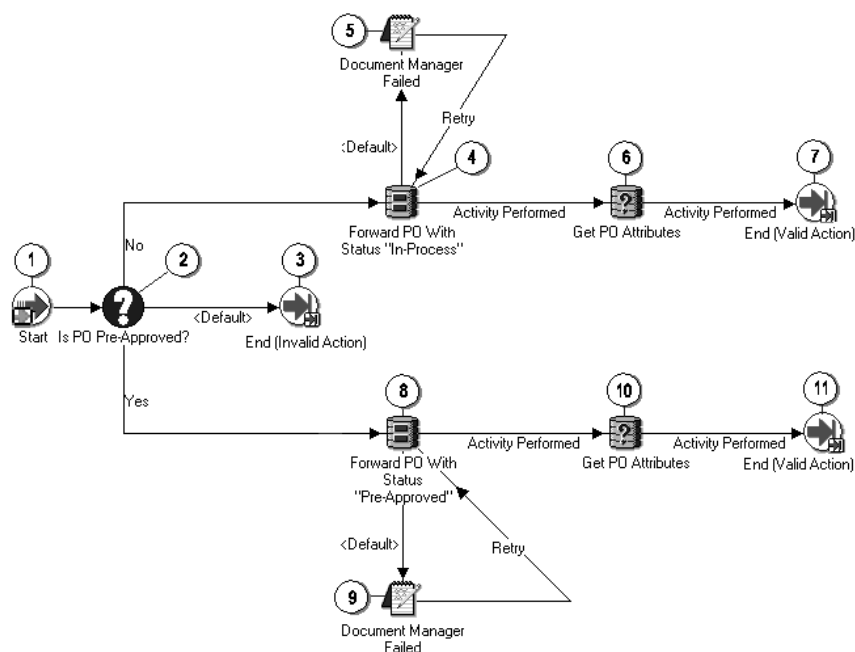 5
Document Manager
Failed
Retry
<Default>
4
6
7
Activity Performed
Activity Performed
No
Forward PO With
Status "In-Process"
Get PO Attributes
End (Valid Action)
1
2
3
<Default>
Start
Is PO Pre-Approved?
End (Invalid Action)
Yes
8
10
11
Activity Performed
Activity Performed
Forward PO With
Status
"Pre-Approved"
Get PO Attributes
End (Valid Action)
<Default>
Retry
9
Document Manager
Failed